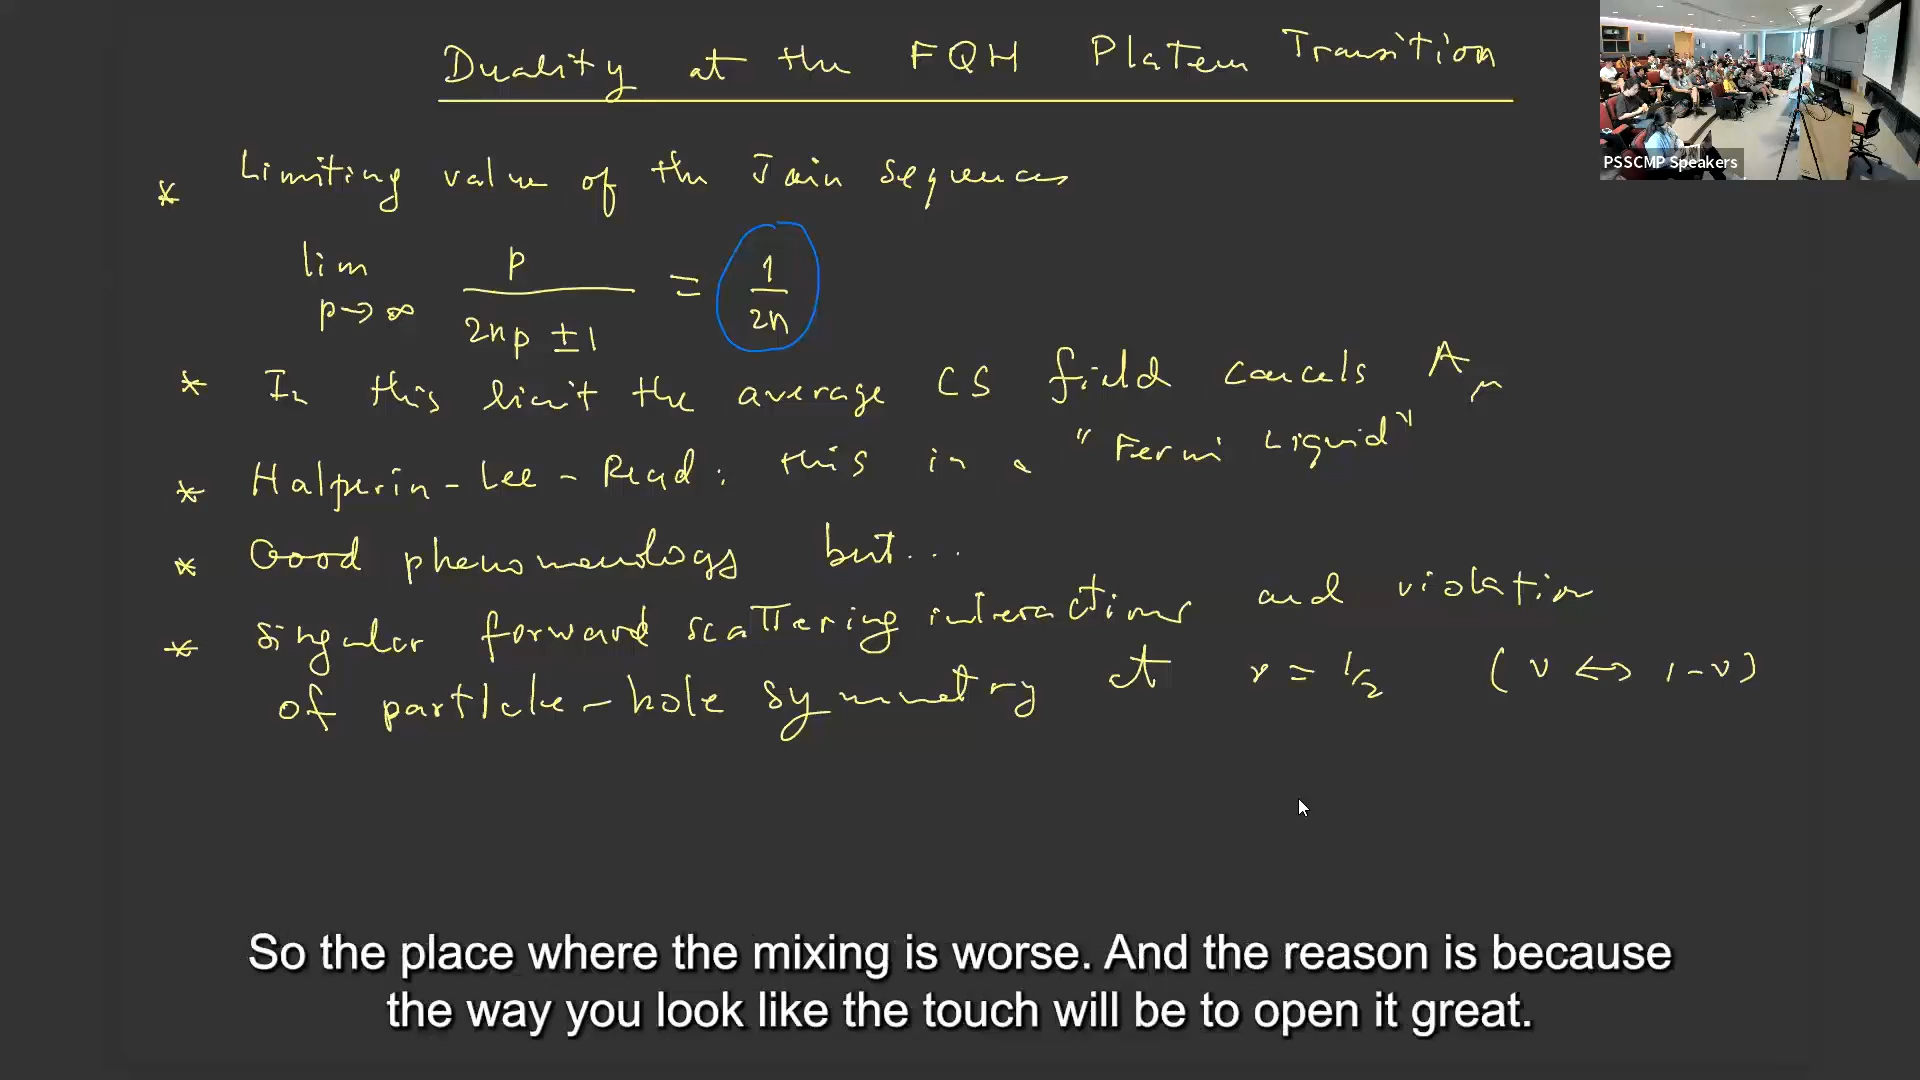 Duality at the FQH Plateau Transition
PSSCMP Speakers
* Limiting value of the Jain sequences
lim p→∞ p / (2np ± 1) = 1 / 2n
* In this limit the average CS field cancels Aμ
* Halperin-Lee-Read: this is a "Fermi Liquid"
* Good phenomenology but...
* Singular forward scattering interactions and violation
of particle-hole symmetry at ν = 1/2 (ν ↔ 1-ν)
So the place where the mixing is worse. And the reason is because
the way you look like the touch will be to open it great.